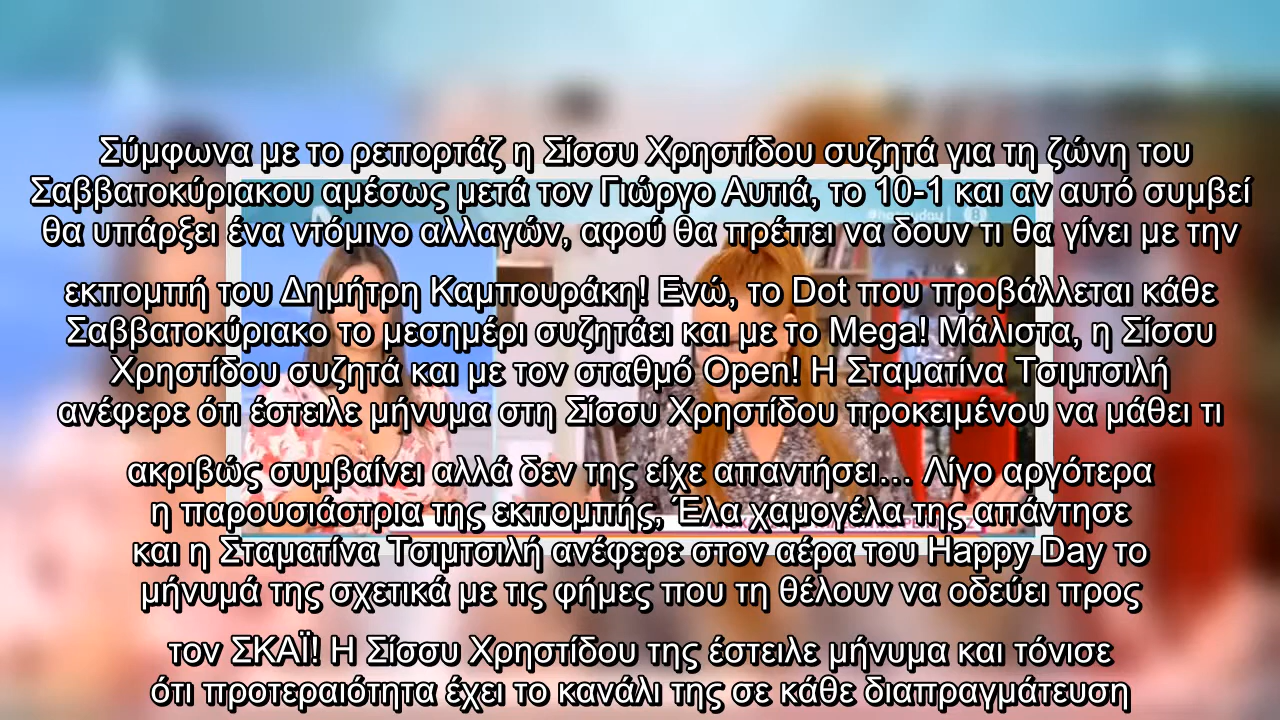 Σύμφωνα με το ρεπορτάζ η Σίσσυ Χρηστίδου συζητά για τη ζώνη του
Σαββατοκύριακου αμέσως μετά τον Γιώργο Αυτιά, το 10-1 και αν αυτό συμβεί
θα υπάρξει ένα ντόμινο αλλαγών, αφού θα πρέπει να δουν τι θα γίνει με την
εκπομπή του Δημήτρη Καμπουράκη! Ενώ, το Dot που προβάλλεται κάθε
Σαββατοκύριακο το μεσημέρι συζητάει και με το Mega! Μάλιστα, η Σίσσυ
Χρηστίδου συζητά και με τον σταθμό Open! Η Σταματίνα Τσιμτσιλή
ανέφερε ότι έστειλε μήνυμα στη Σίσσυ Χρηστίδου προκειμένου να μάθει τι
ακριβώς συμβαίνει αλλά δεν της είχε απαντήσει… Λίγο αργότερα
η παρουσιάστρια της εκπομπής, Έλα χαμογέλα της απάντησε
και η Σταματίνα Τσιμτσιλή ανέφερε στον αέρα του Happy Day το
μήνυμά της σχετικά με τις φήμες που τη θέλουν να οδεύει προς
τον ΣΚΑΪ! Η Σίσσυ Χρηστίδου της έστειλε μήνυμα και τόνισε
ότι προτεραιότητα έχει το κανάλι της σε κάθε διαπραγμάτευση